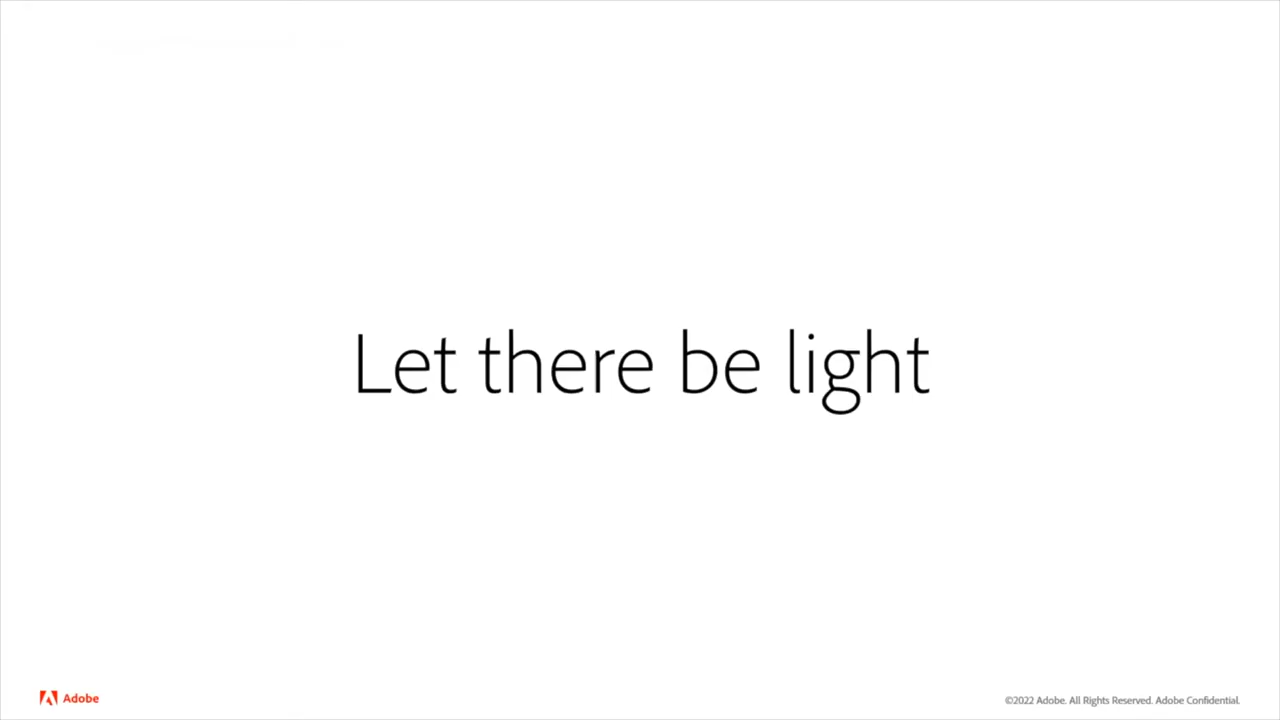 Let there be light
Adobe
©2022 Adobe. All Rights Reserved. Adobe Confidential.